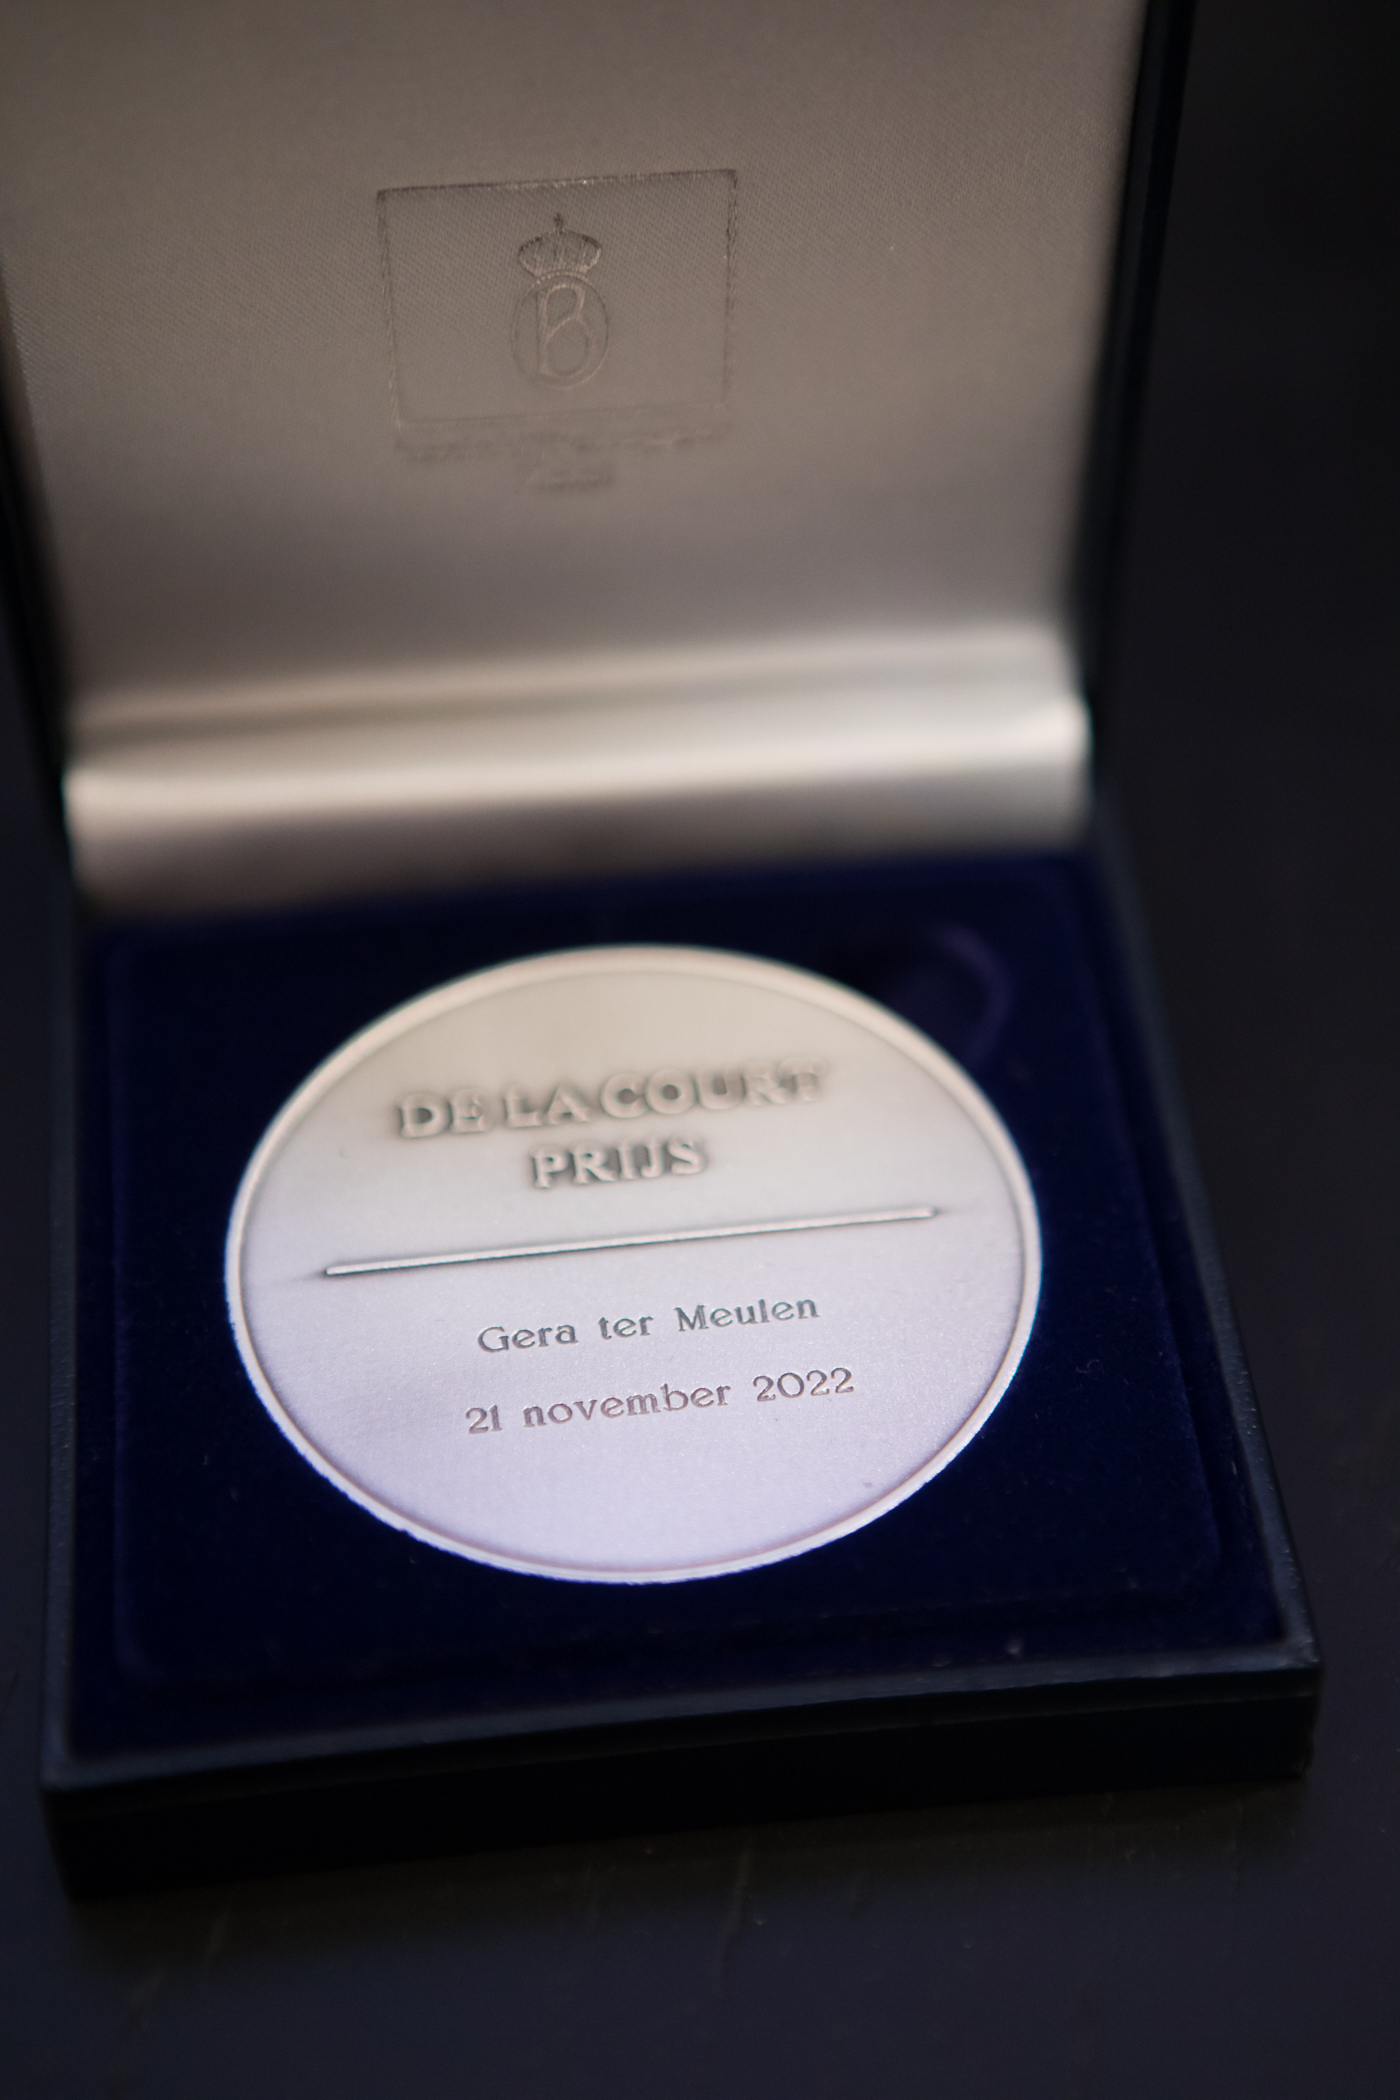 B
DE LA COURT
PRIJS
Gera ter Meulen
21 november 2022